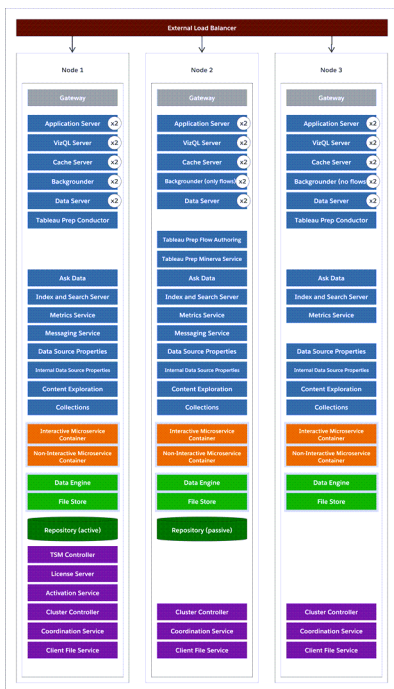 External Load Balancer
Node 1
Gateway
Application Server x2
VizQL Server x2
Cache Server x2
Backgrounder x2
Data Server x2
Tableau Prep Conductor
Ask Data
Index and Search Server
Metrics Service
Messaging Service
Data Source Properties
Internal Data Source Properties
Content Exploration
Collections
Interactive Microservice
Container
Non-Interactive Microservice
Container
Data Engine
File Store
Repository (active)
TSM Controller
License Server
Activation Service
Cluster Controller
Coordination Service
Client File Service
Node 2
Gateway
Application Server x2
VizQL Server x2
Cache Server x2
Backgrounder (only flows) x2
Data Server x2
Tableau Prep Flow Authoring
Tableau Prep Minerva Service
Ask Data
Index and Search Server
Metrics Service
Messaging Service
Data Source Properties
Internal Data Source Properties
Content Exploration
Collections
Interactive Microservice
Container
Non-Interactive Microservice
Container
Data Engine
File Store
Repository (passive)
Cluster Controller
Coordination Service
Client File Service
Node 3
Gateway
Application Server x2
VizQL Server x2
Cache Server x2
Backgrounder (no flows x2
Data Server x2
Tableau Prep Conductor
Ask Data
Index and Search Server
Metrics Service
Data Source Properties
Internal Data Source Properties
Content Exploration
Collections
Interactive Microservice
Container
Non-Interactive Microservice
Container
Data Engine
File Store
Cluster Controller
Coordination Service
Client File Service